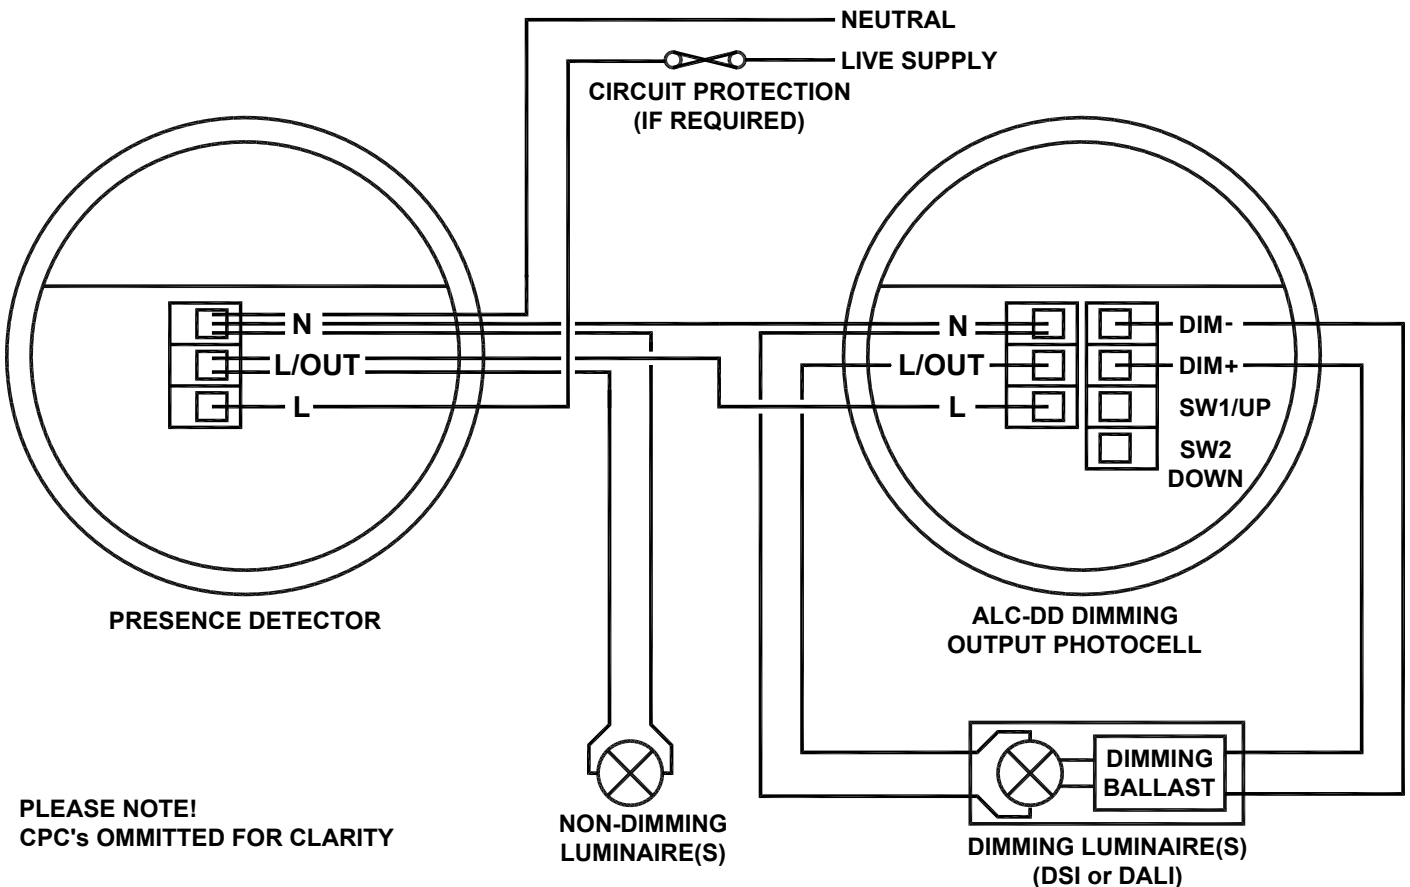 NEUTRAL
LIVE SUPPLY
CIRCUIT PROTECTION
(IF REQUIRED)
N
L/OUT
L
N
L/OUT
L
DIM-
DIM+
SW1/UP
SW2
DOWN
PRESENCE DETECTOR
ALC-DD DIMMING
OUTPUT PHOTOCELL
DIMMING
BALLAST
PLEASE NOTE!
CPC's OMMITTED FOR CLARITY
NON-DIMMING
LUMINAIRE(S)
DIMMING LUMINAIRE(S)
(DSI or DALI)